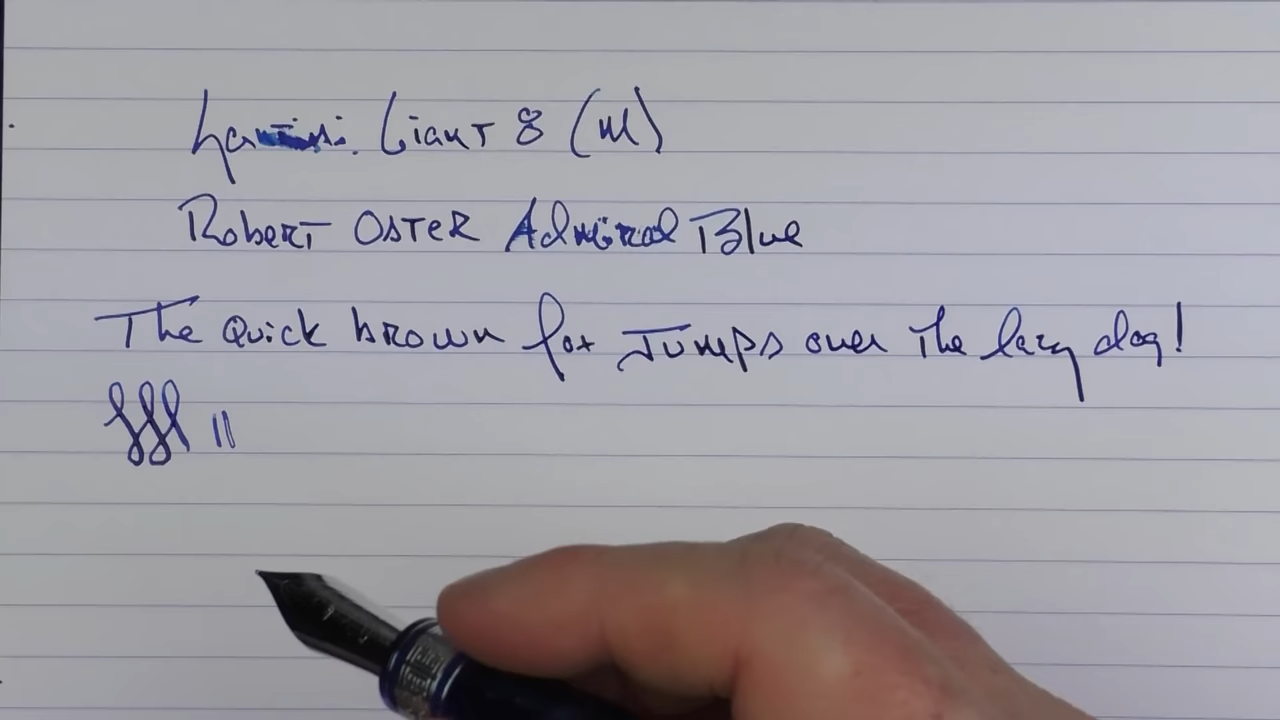 Giant 8 (M)
Robert Oster Admiral Blue
The Quick brown fox Jumps over The lazy dog!